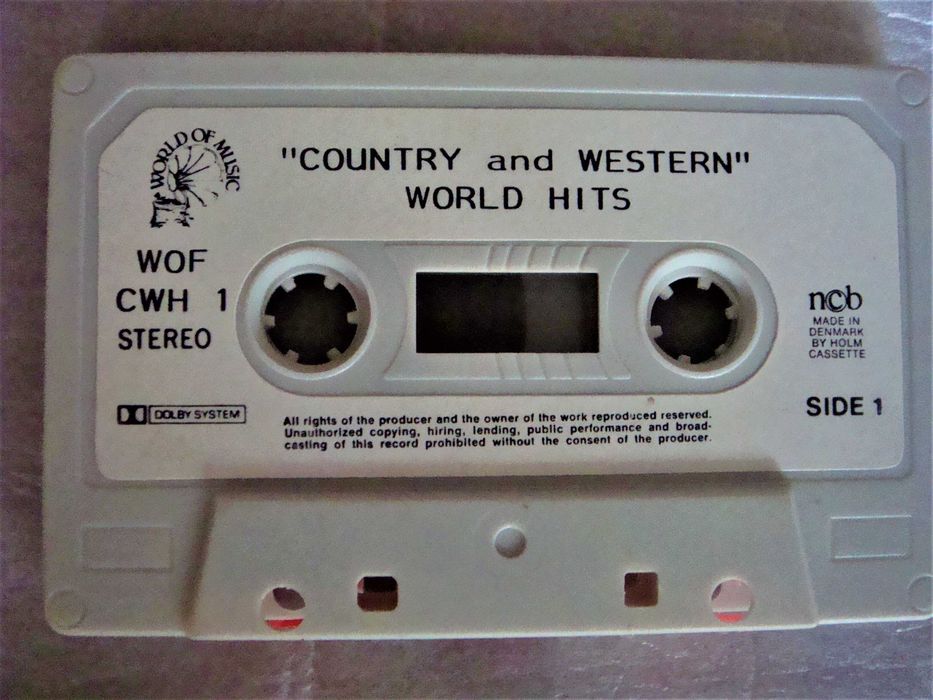 WORLD OF MUSIC
"COUNTRY and WESTERN"
WORLD HITS
WOF
CWH 1
STEREO
ncb
MADE IN
DENMARK
BY HOLM
CASSETTE
DOLBY SYSTEM
SIDE 1
All rights of the producer and the owner of the work reproduced reserved.
Unauthorized copying, hiring, lending, public performance and broad-
casting of this record prohibited without the consent of the producer.